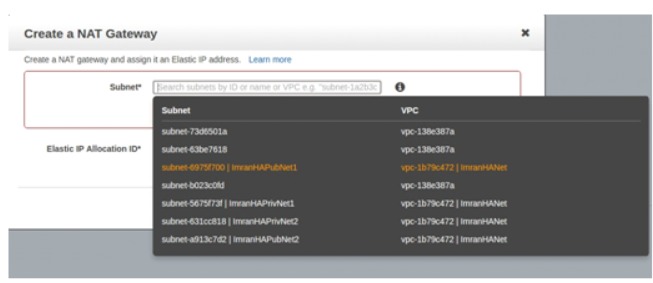 Create a NAT Gateway ✖
Create a NAT gateway and assign it an Elastic IP address. Learn more
Subnet* Search subnets by ID or name or VPC e.g. "subnet-1a2b3c
Subnet VPC
subnet-73d6501a vpc-138e387a
subnet-63be7618 vpc-138e387a
subnet-6975f700 | ImranHAPubNet1 vpc-1b79c472 | ImranHANet
subnet-b023c0fd vpc-138e387a
Elastic IP Allocation ID*
subnet-5675f73f | ImranHAPrivNet1 vpc-1b79c472 | ImranHANet
subnet-631cc818 | ImranHAPrivNet2 vpc-1b79c472 | ImranHANet
subnet-a913c7d2 | ImranHAPubNet2 vpc-1b79c472 | ImranHANet